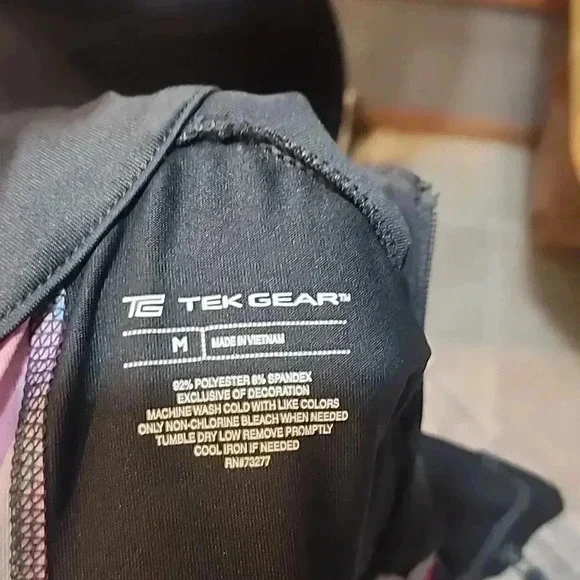 TG TEK GEAR™
M MADE IN VIETNAM
92% POLYESTER 8% SPANDEX
EXCLUSIVE OF DECORATION
MACHINE WASH COLD WITH LIKE COLORS
ONLY NON-CHLORINE BLEACH WHEN NEEDED
TUMBLE DRY LOW REMOVE PROMPTLY
COOL IRON IF NEEDED
RN#73277